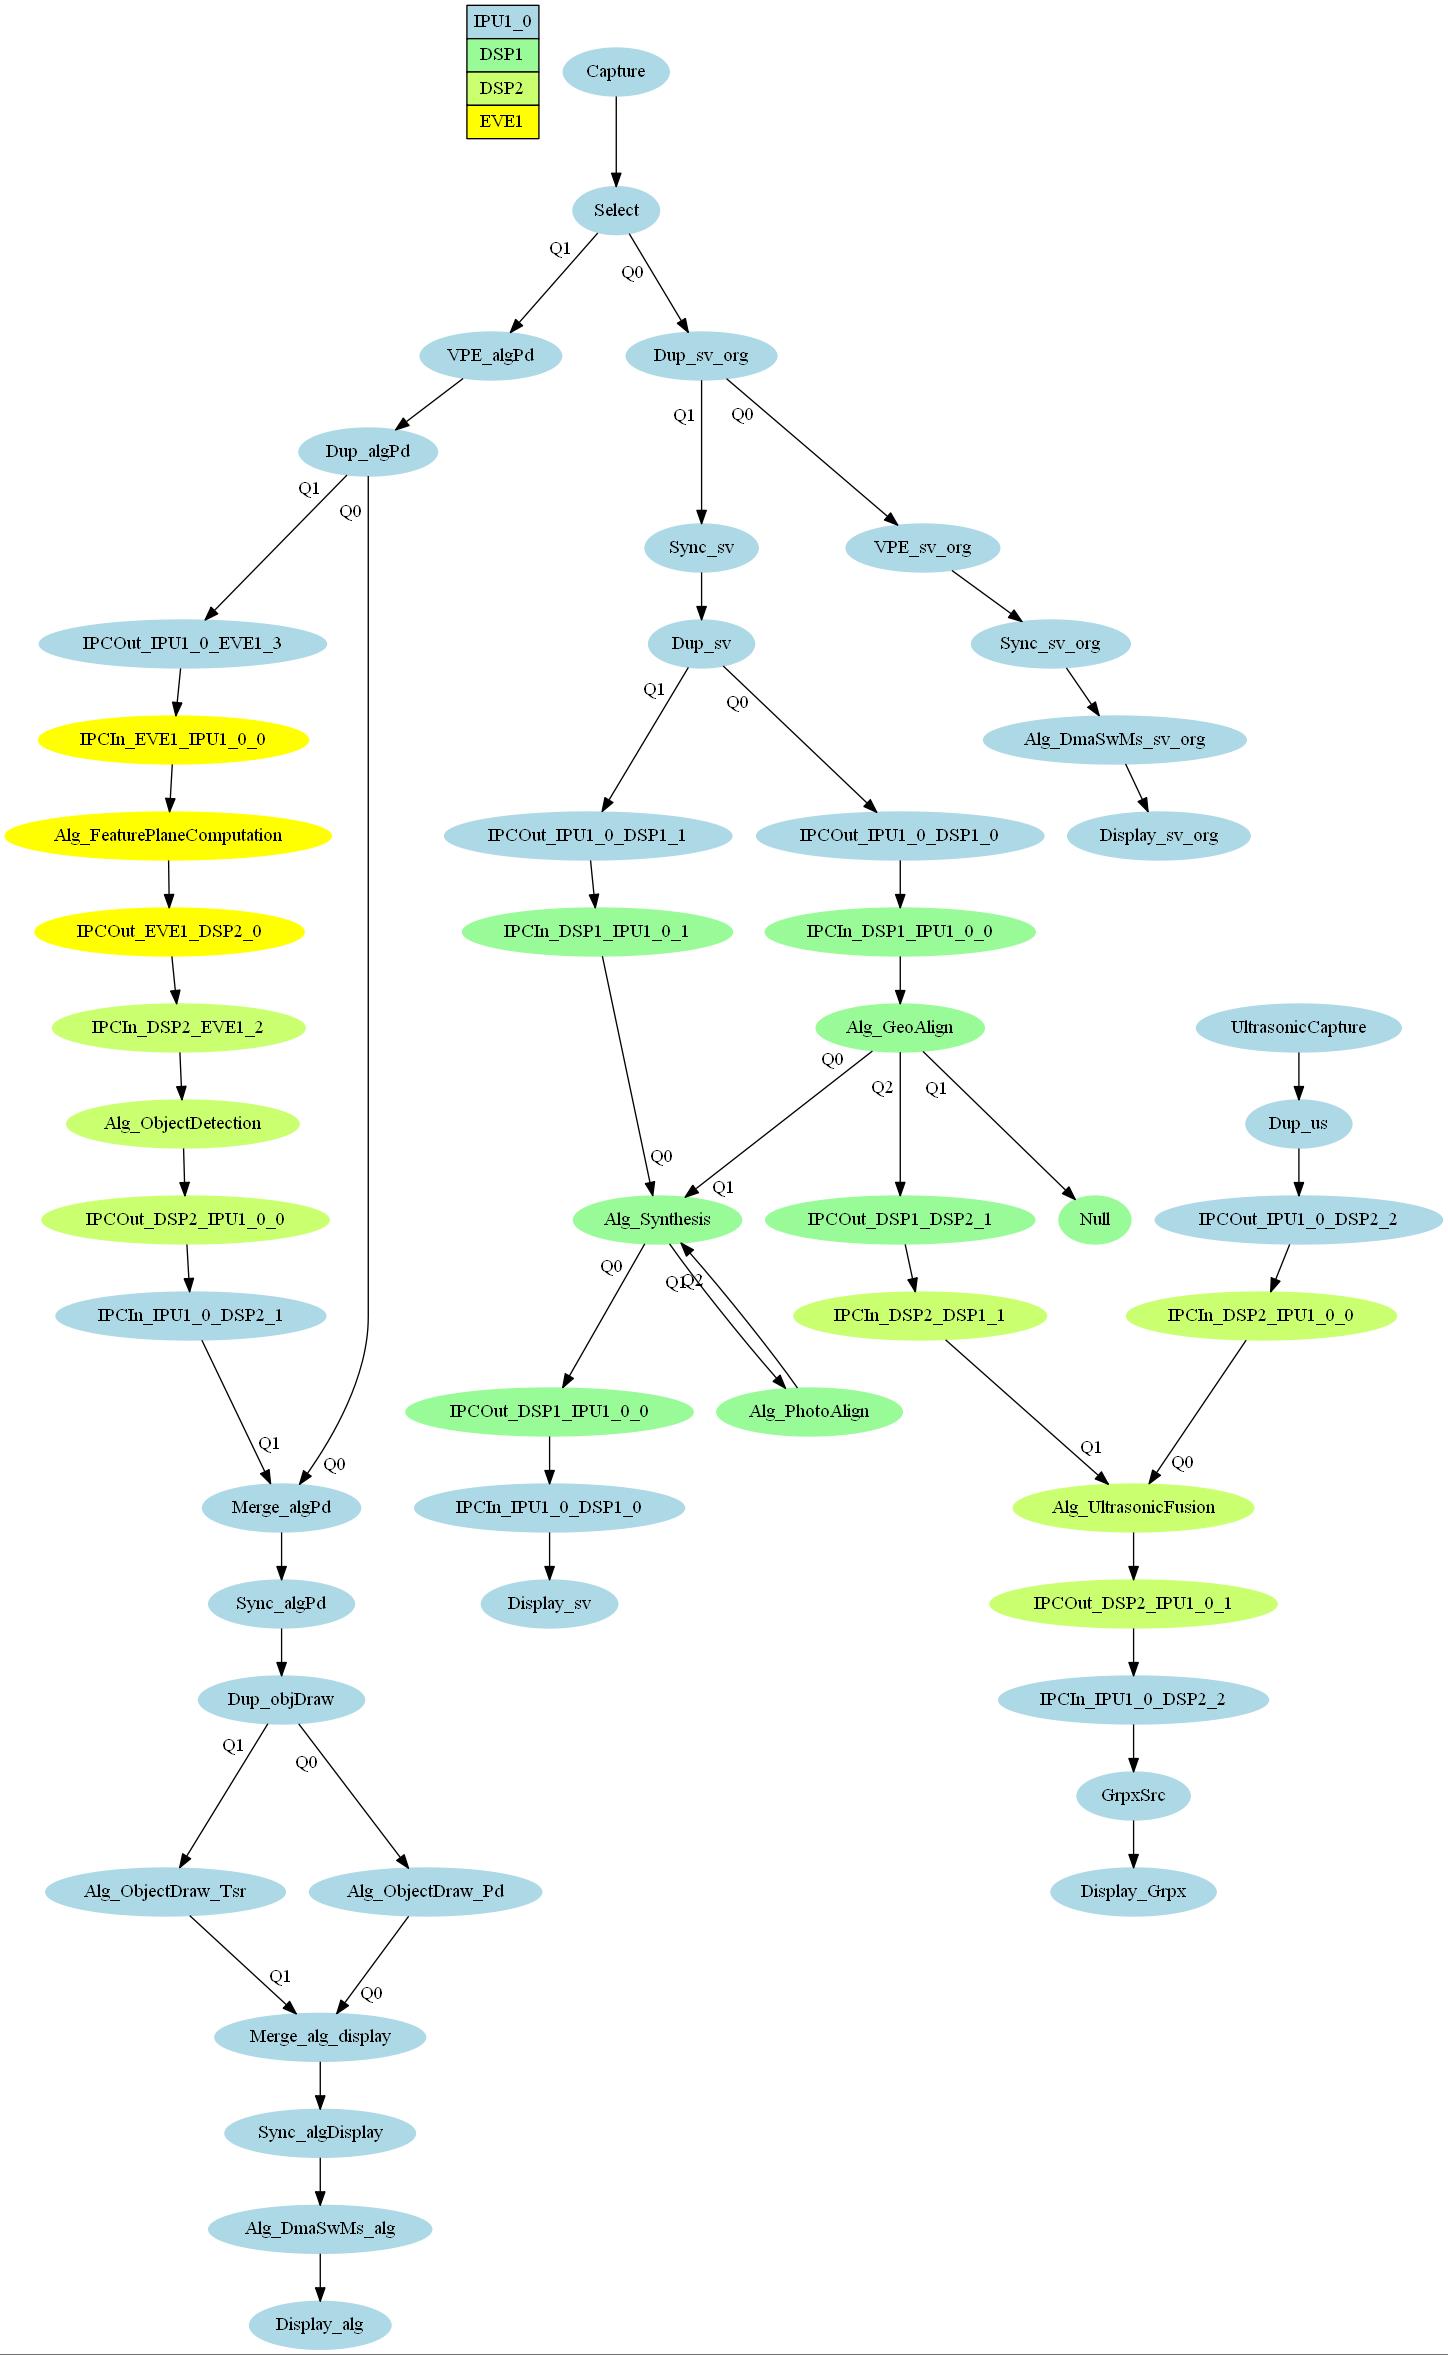 IPU1_0
DSP1
DSP2
EVE1
Capture
Select
Q1
Q0
VPE_algPd
Dup_sv_org
Q1
Q0
Dup_algPd
Q1
Q0
Sync_sv
VPE_sv_org
IPCOut_IPU1_0_EVE1_3
Dup_sv
Sync_sv_org
Q1
Q0
IPCIn_EVE1_IPU1_0_0
Alg_DmaSwMs_sv_org
Alg_FeaturePlaneComputation
IPCOut_IPU1_0_DSP1_1
IPCOut_IPU1_0_DSP1_0
Display_sv_org
IPCOut_EVE1_DSP2_0
IPCIn_DSP1_IPU1_0_1
IPCIn_DSP1_IPU1_0_0
IPCIn_DSP2_EVE1_2
Alg_GeoAlign
UltrasonicCapture
Q0
Q2
Q1
Alg_ObjectDetection
Dup_us
Q0
Q1
IPCOut_DSP2_IPU1_0_0
Alg_Synthesis
IPCOut_DSP1_DSP2_1
Null
IPCOut_IPU1_0_DSP2_2
Q0
Q1
Q2
IPCIn_IPU1_0_DSP2_1
IPCIn_DSP2_DSP1_1
IPCIn_DSP2_IPU1_0_0
IPCOut_DSP1_IPU1_0_0
Alg_PhotoAlign
Q1
Q0
Q1
Q0
Merge_algPd
IPCIn_IPU1_0_DSP1_0
Alg_UltrasonicFusion
Sync_algPd
Display_sv
IPCOut_DSP2_IPU1_0_1
Dup_objDraw
IPCIn_IPU1_0_DSP2_2
Q1
Q0
GrpxSrc
Alg_ObjectDraw_Tsr
Alg_ObjectDraw_Pd
Display_Grpx
Q1
Q0
Merge_alg_display
Sync_algDisplay
Alg_DmaSwMs_alg
Display_alg